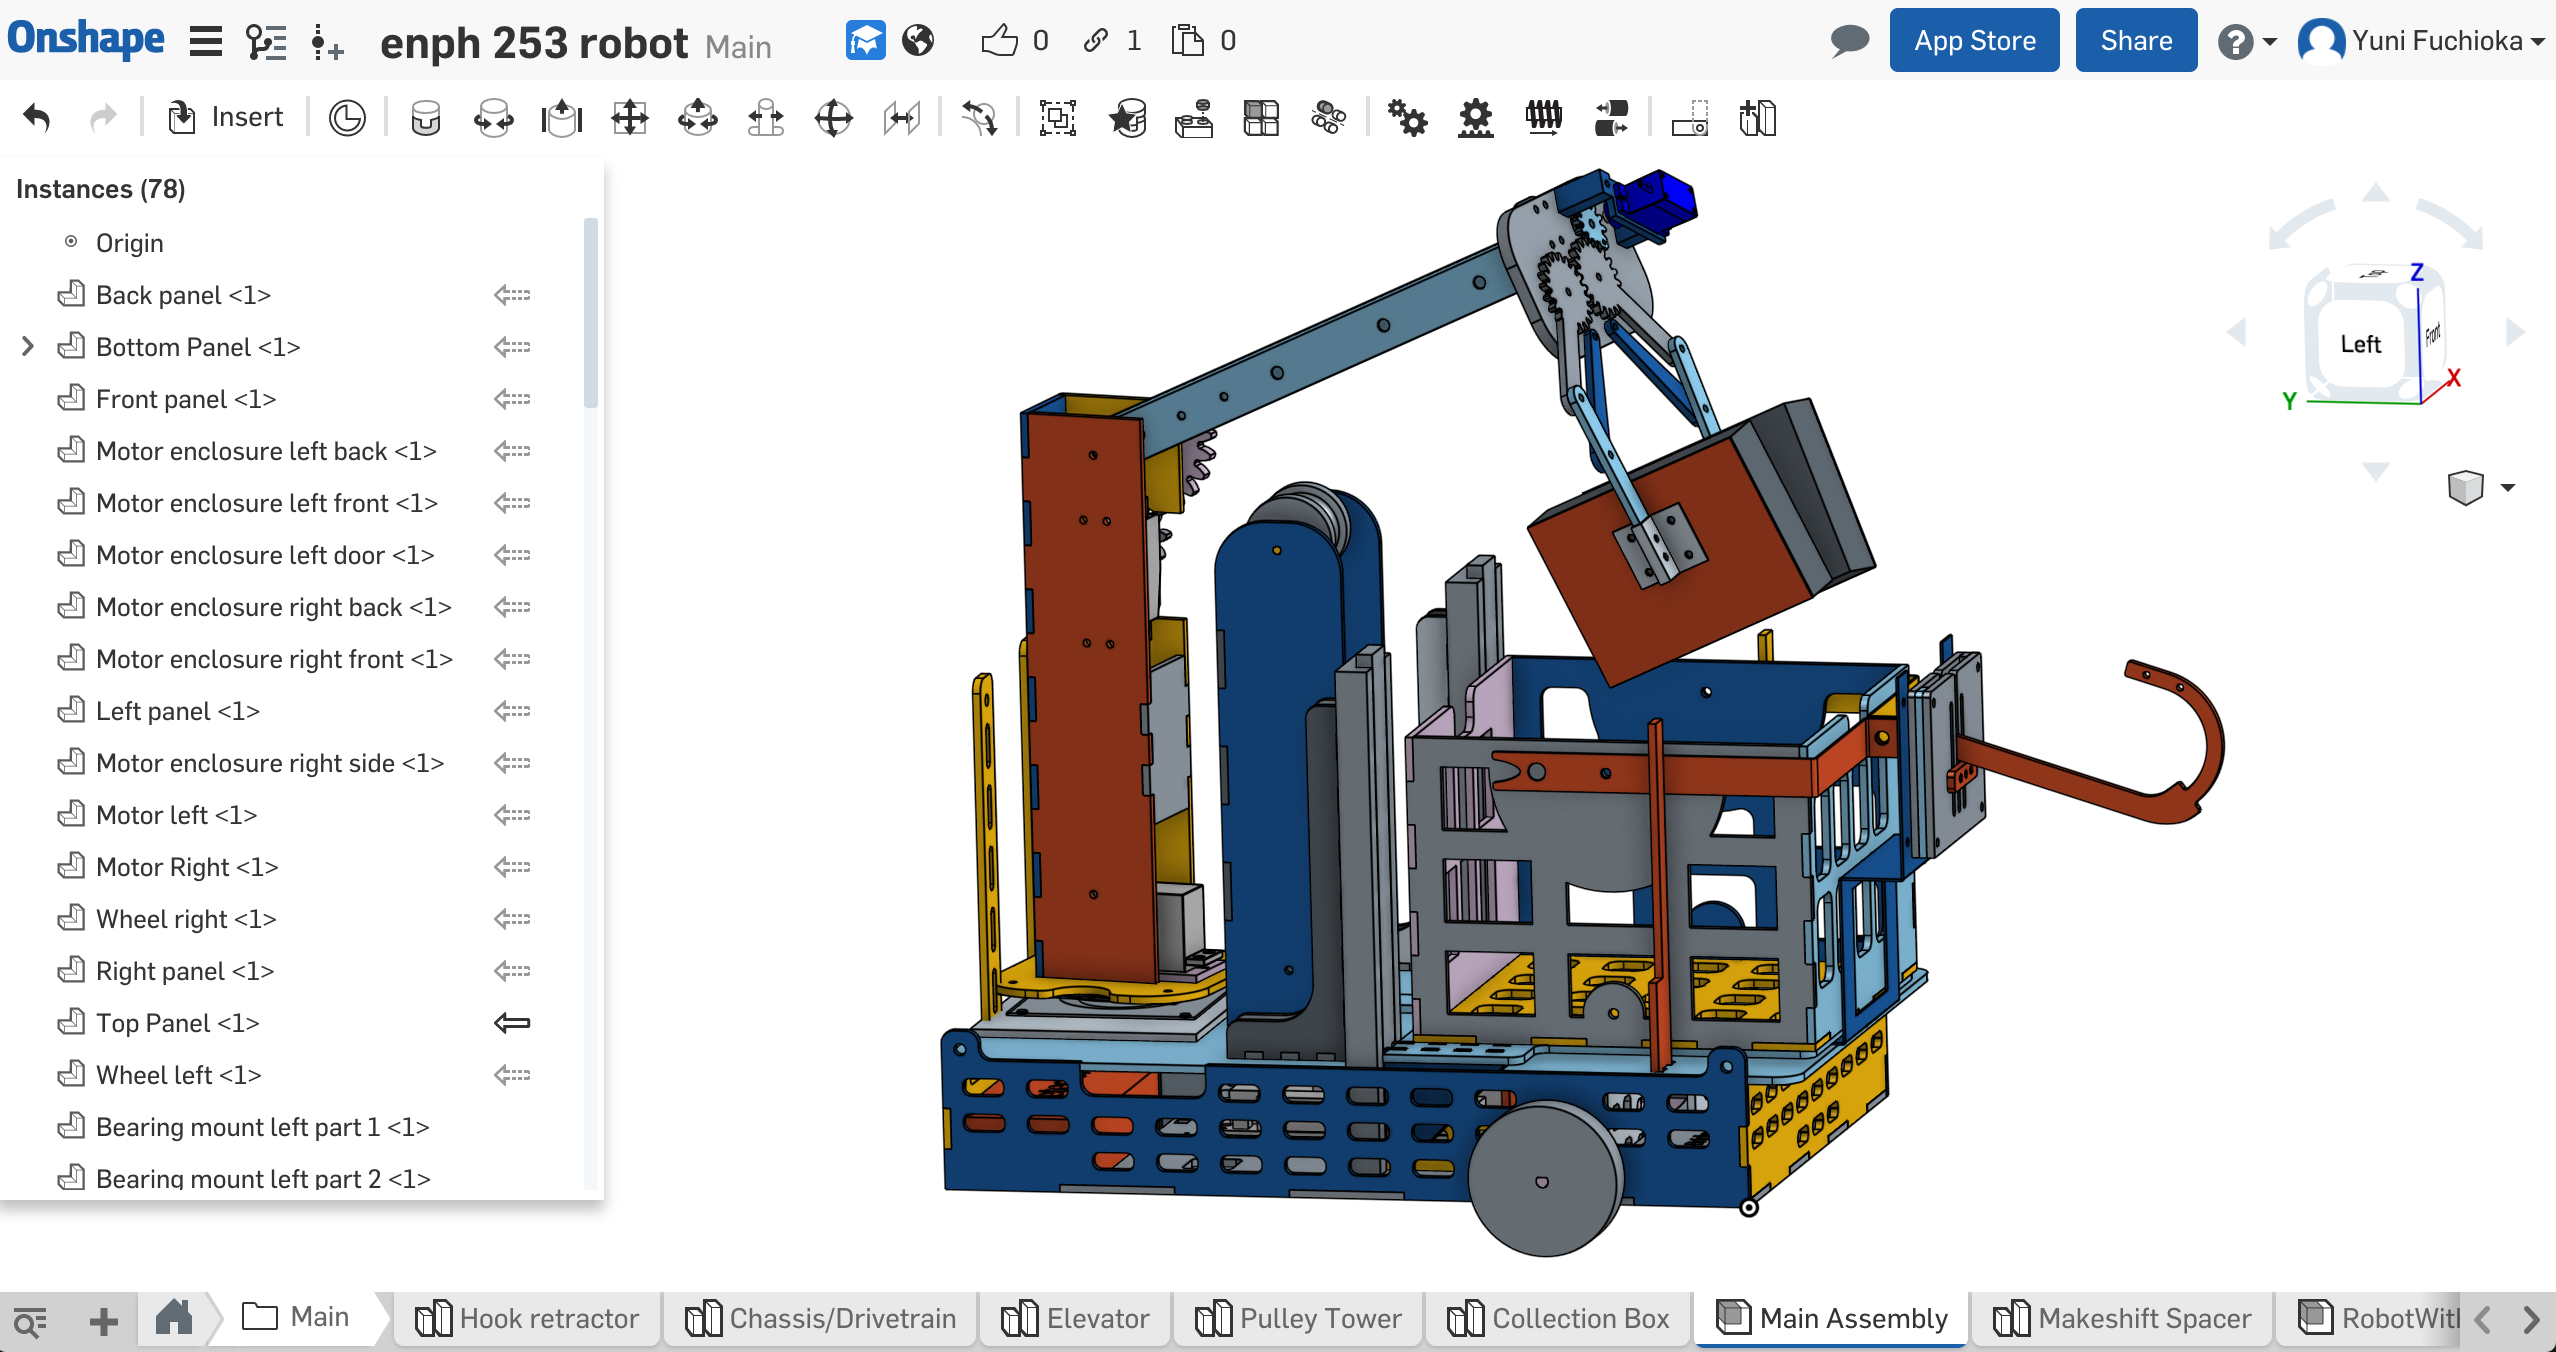 Onshape enph 253 robot Main 0 1 0 App Store Share Yuni Fuchioka
Insert
Instances (78)
Origin
Back panel <1>
Bottom Panel <1>
Front panel <1>
Motor enclosure left back <1>
Motor enclosure left front <1>
Motor enclosure left door <1>
Motor enclosure right back <1>
Motor enclosure right front <1>
Left panel <1>
Motor enclosure right side <1>
Motor left <1>
Motor Right <1>
Wheel right <1>
Right panel <1>
Top Panel <1>
Wheel left <1>
Bearing mount left part 1 <1>
Bearing mount left part 2 <1>
Z
Left Front
X
Y
Main Hook retractor Chassis/Drivetrain Elevator Pulley Tower Collection Box Main Assembly Makeshift Spacer